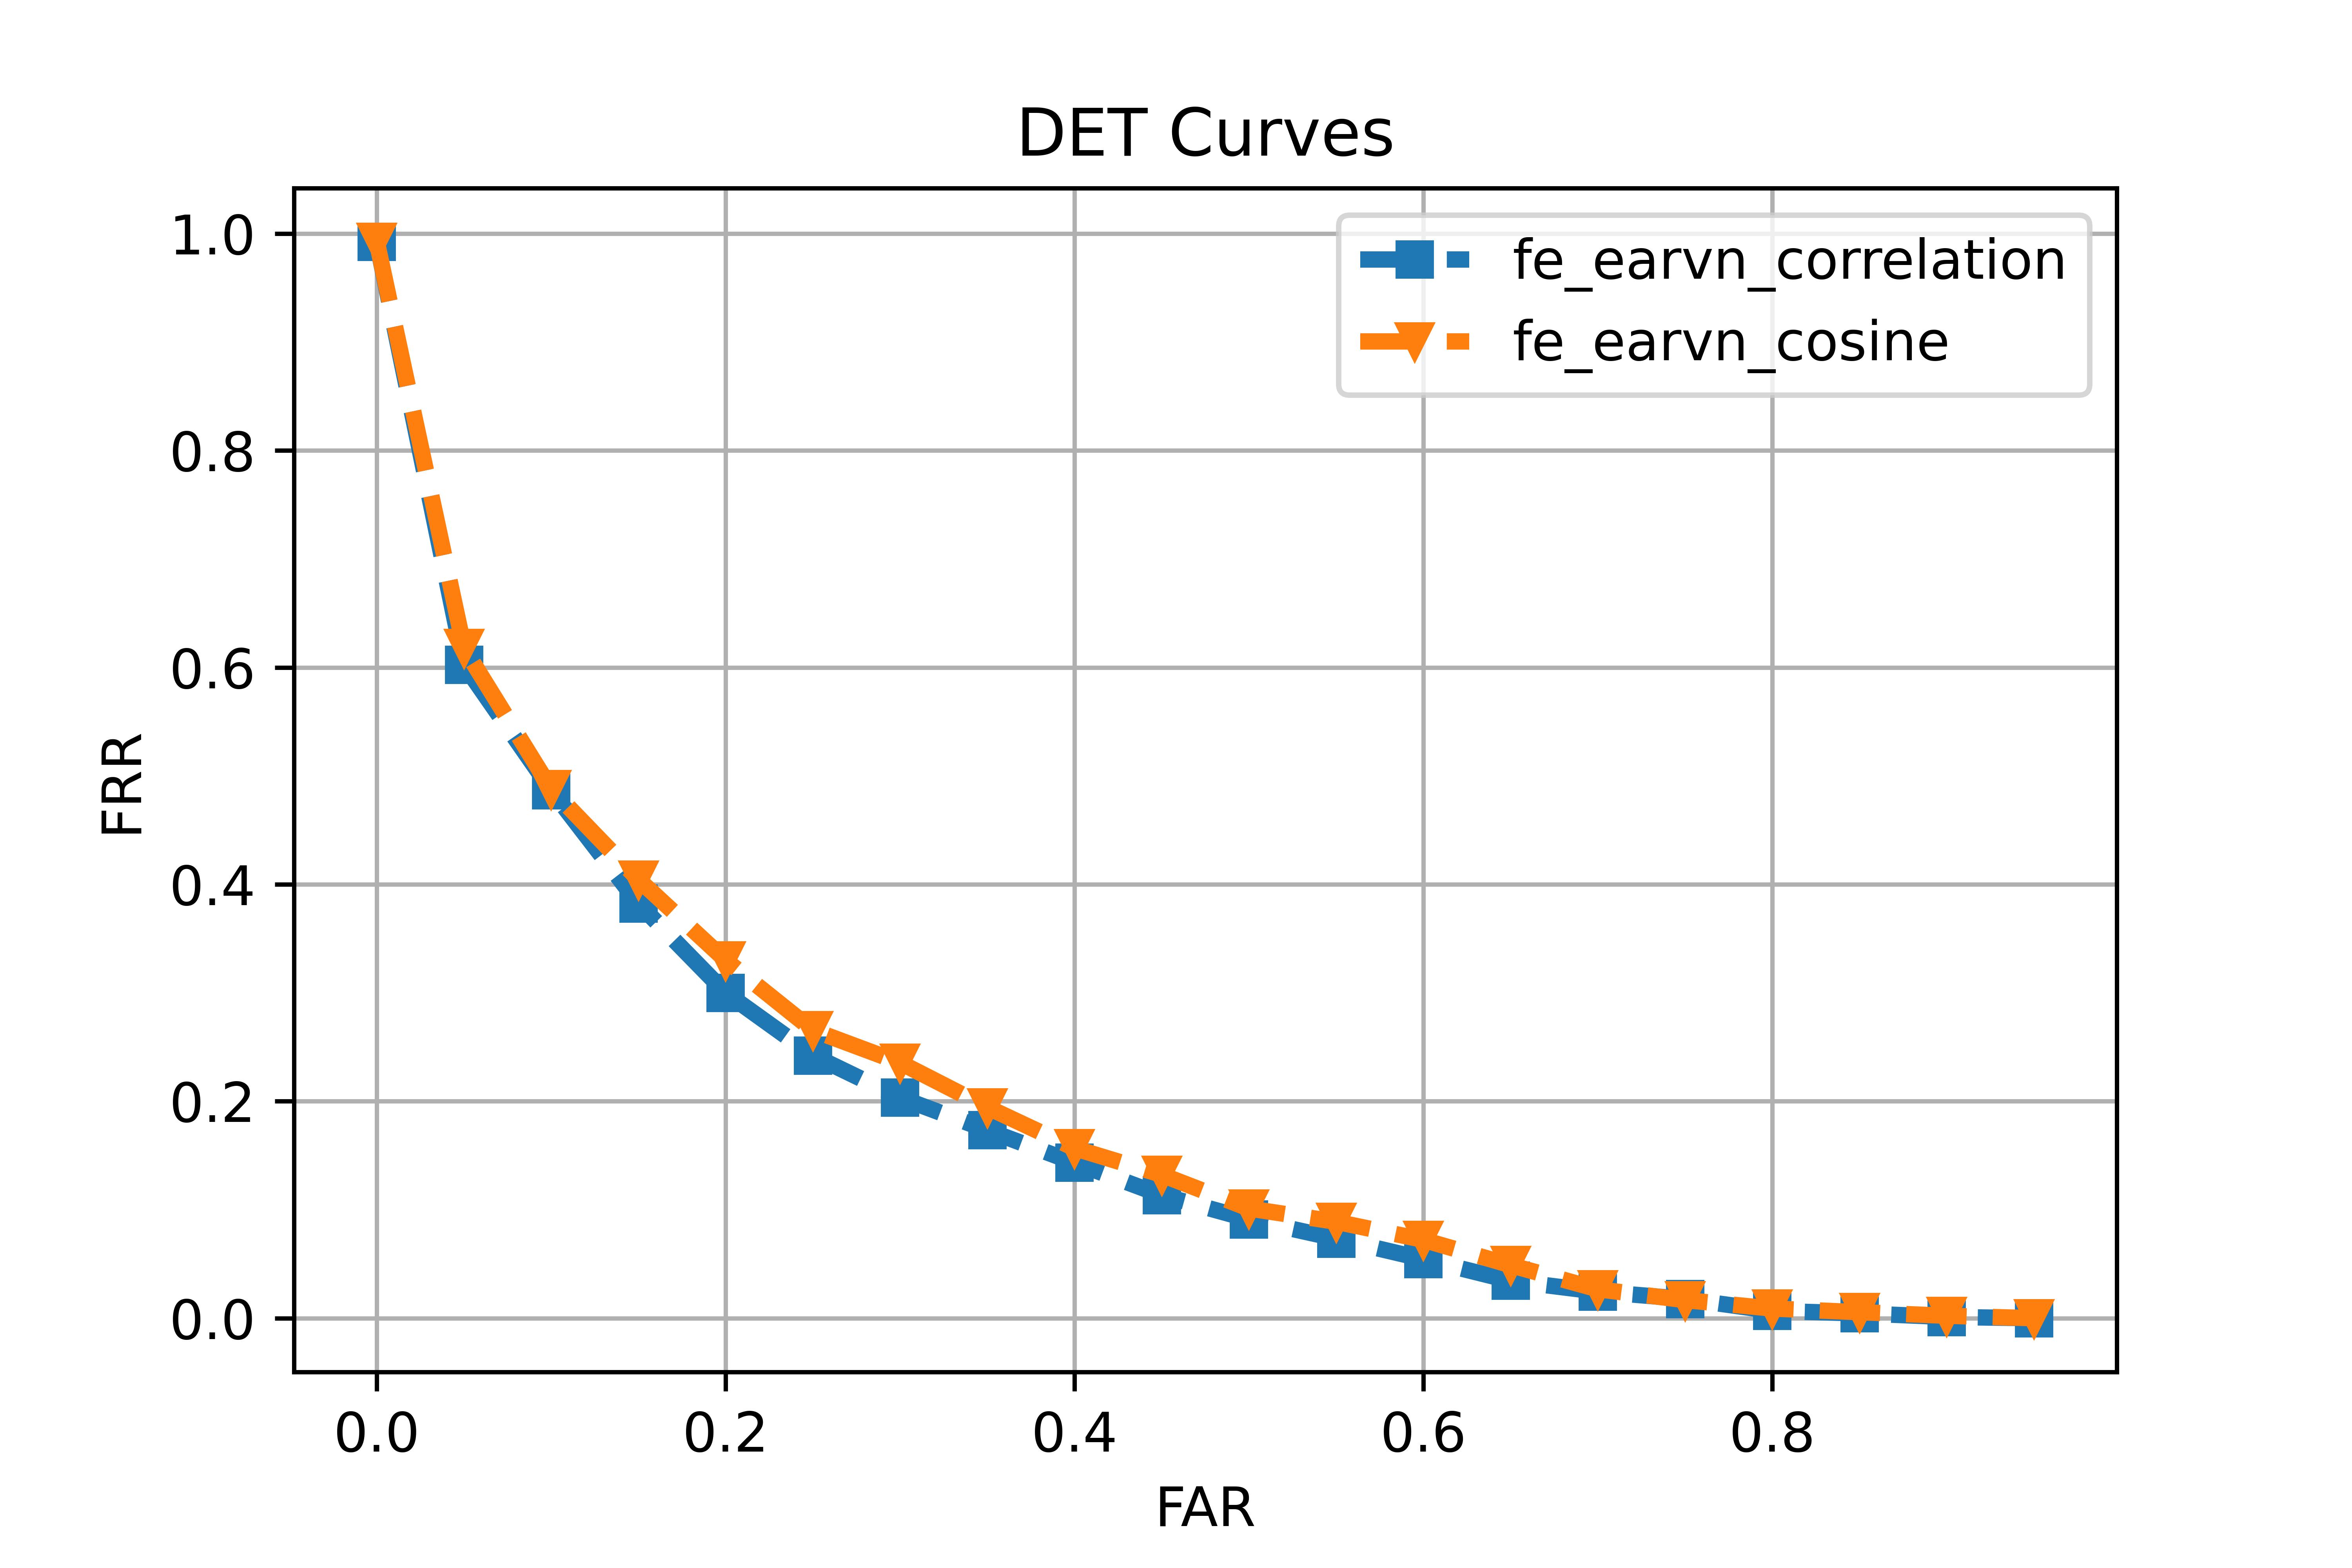 DET Curves
1.0
0.8
0.6
0.4
0.2
0.0
FRR
fe_earvn_correlation
fe_earvn_cosine
0.0 0.2 0.4 0.6 0.8
FAR